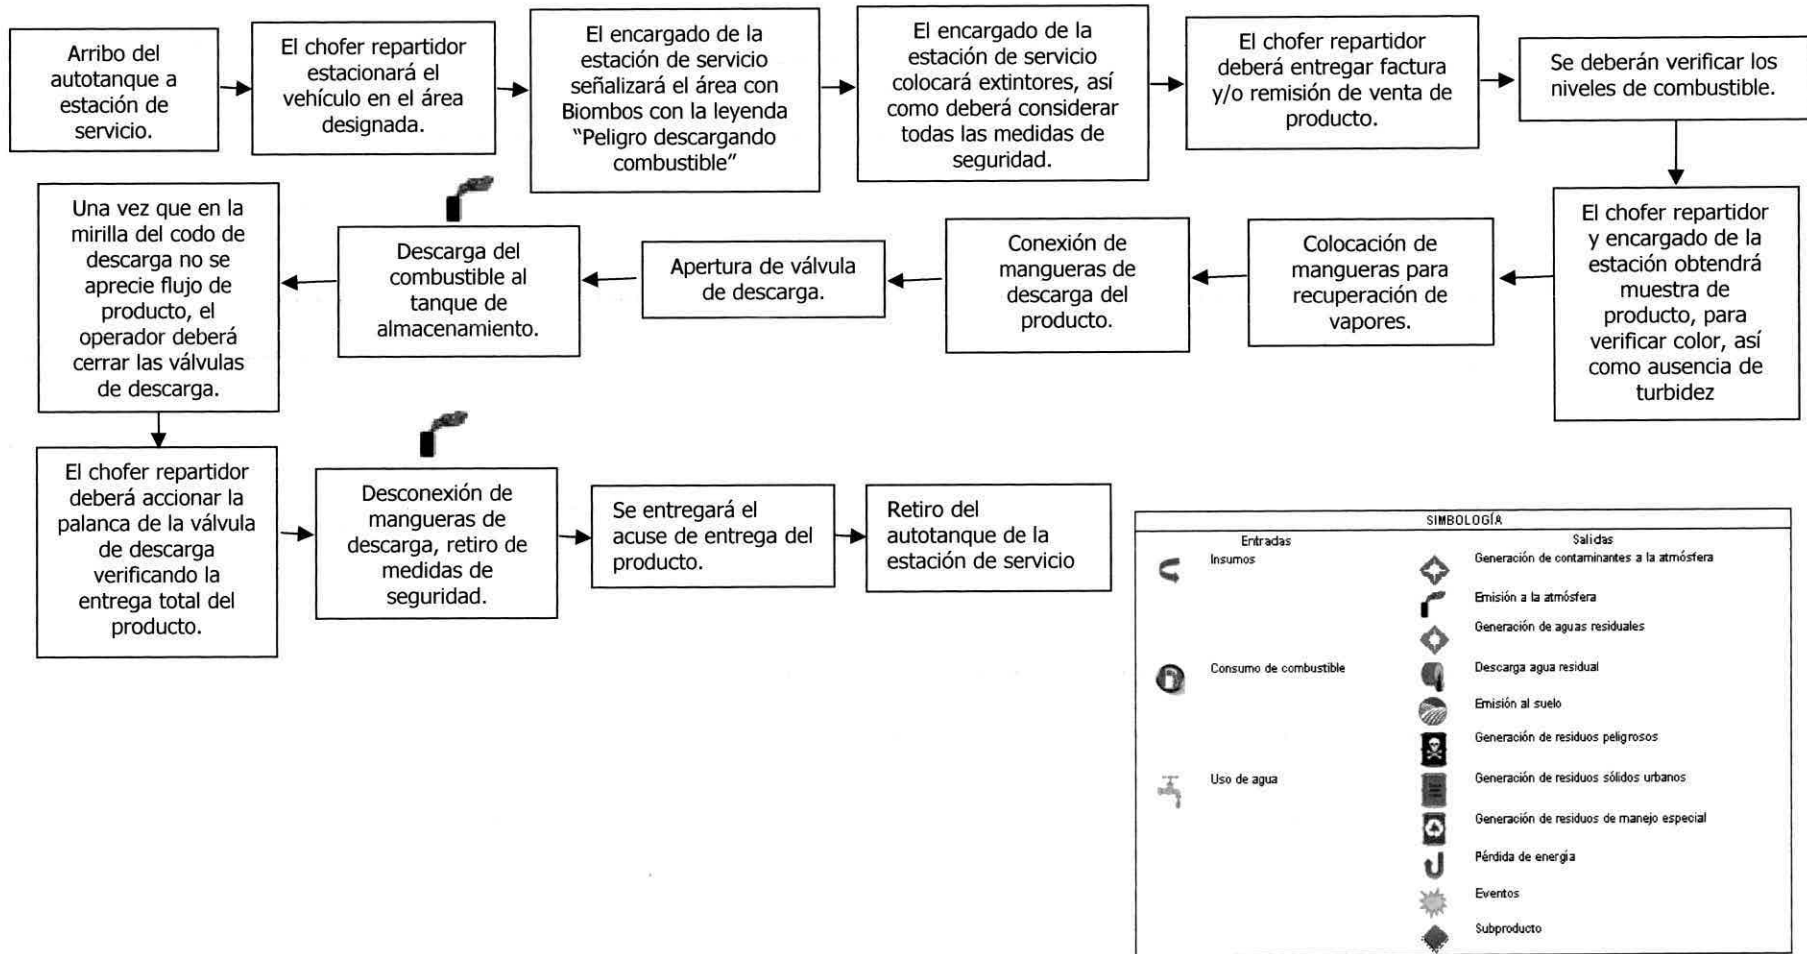 Arribo del
autotanque a
estación de
servicio.
El chofer repartidor
estacionará el
vehículo en el área
designada.
El encargado de la
estación de servicio
señalizará el área con
Biombos con la leyenda
“Peligro descargando
combustible”
El encargado de la
estación de servicio
colocará extintores, así
como deberá considerar
todas las medidas de
seguridad.
El chofer repartidor
deberá entregar factura
y/o remisión de venta de
producto.
Se deberán verificar los
niveles de combustible.
El chofer repartidor
y encargado de la
estación obtendrá
muestra de
producto, para
verificar color, así
como ausencia de
turbidez
Colocación de
mangueras para
recuperación de
vapores.
Conexión de
mangueras de
descarga del
producto.
Apertura de válvula
de descarga.
Descarga del
combustible al
tanque de
almacenamiento.
Una vez que en la
mirilla del codo de
descarga no se
aprecie flujo de
producto, el
operador deberá
cerrar las válvulas
de descarga.
El chofer repartidor
deberá accionar la
palanca de la válvula
de descarga
verificando la
entrega total del
producto.
Desconexión de
mangueras de
descarga, retiro de
medidas de
seguridad.
Se entregará el
acuse de entrega del
producto.
Retiro del
autotanque de la
estación de servicio
SIMBOLOGÍA
Entradas
Insumos
Consumo de combustible
Uso de agua
Salidas
Generación de contaminantes a la atmósfera
Emisión a la atmósfera
Generación de aguas residuales
Descarga agua residual
Emisión al suelo
Generación de residuos peligrosos
Generación de residuos sólidos urbanos
Generación de residuos de manejo especial
Pérdida de energía
Eventos
Subproducto